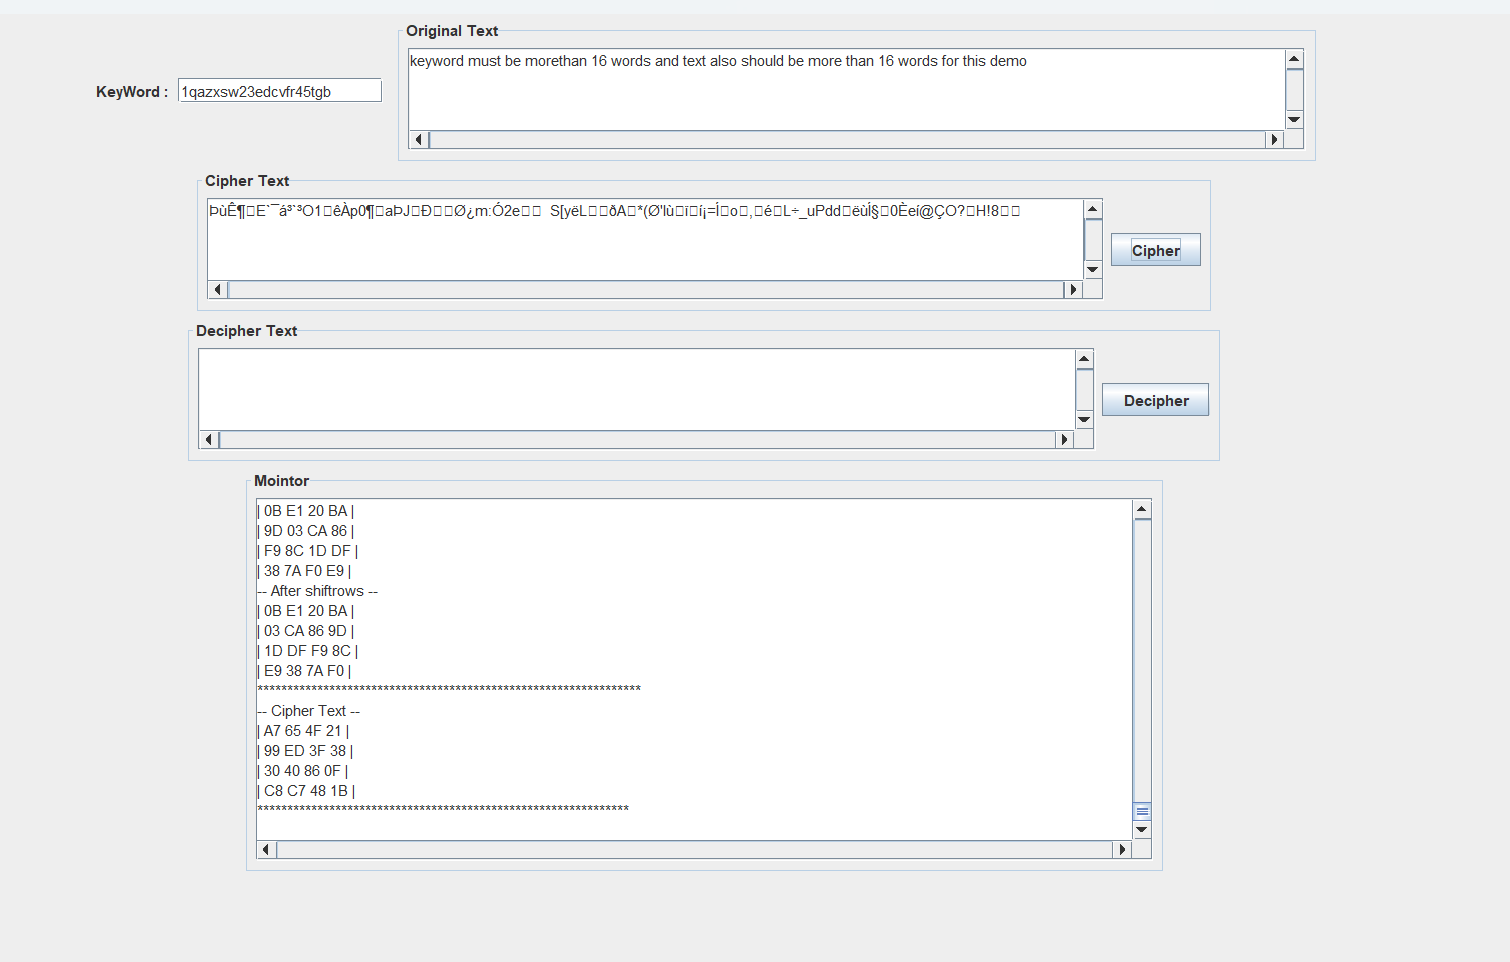 Original Text
keyword must be morethan 16 words and text also should be more than 16 words for this demo
KeyWord :
1qazxsw23edcvfr45tgb
Cipher Text
ÞùÊ¶□E`¯á³`³O1□êÀp0¶□aÞJ□Ð□□Ø¿m:Ó2e□□ S[yëL□□ðA□*(Ø'lù□ī□í¡=Í□o□,□é□L÷_uPdd□ëùÍ§□0Èeí@ÇO?□H!8□□
Cipher
Decipher Text
Decipher
Mointor
| 0B E1 20 BA |
| 9D 03 CA 86 |
| F9 8C 1D DF |
| 38 7A F0 E9 |
-- After shiftrows --
| 0B E1 20 BA |
| 03 CA 86 9D |
| 1D DF F9 8C |
| E9 38 7A F0 |
****************************************************************
-- Cipher Text --
| A7 65 4F 21 |
| 99 ED 3F 38 |
| 30 40 86 0F |
| C8 C7 48 1B |
**************************************************************